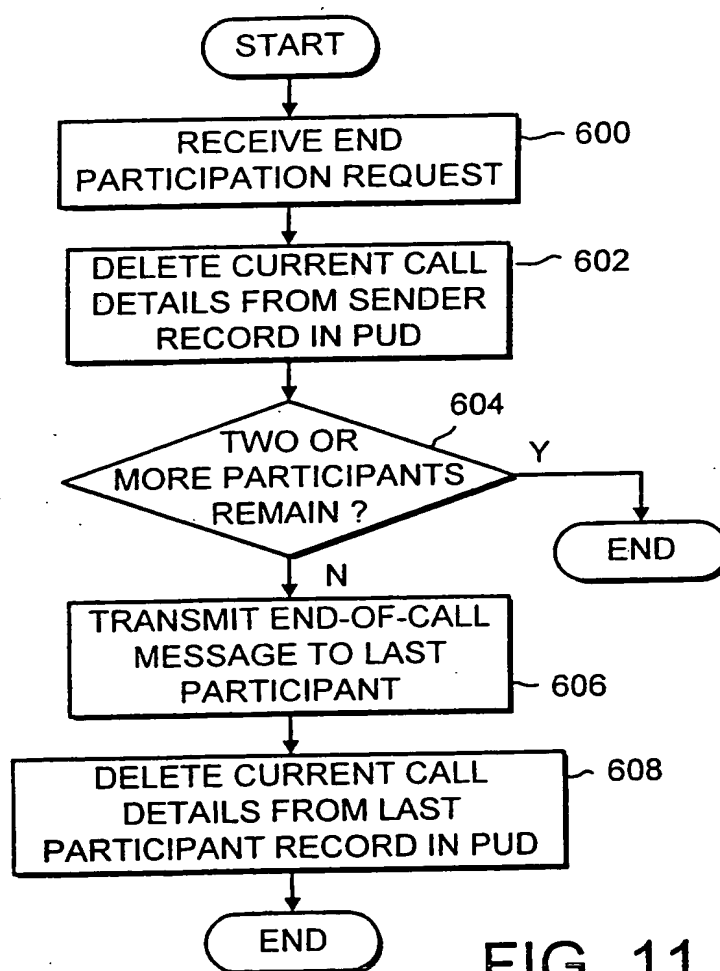 START
RECEIVE END
PARTICIPATION REQUEST
600
DELETE CURRENT CALL
DETAILS FROM SENDER
RECORD IN PUD
602
TWO OR
MORE PARTICIPANTS
REMAIN ?
604
Y
END
N
TRANSMIT END-OF-CALL
MESSAGE TO LAST
PARTICIPANT
606
DELETE CURRENT CALL
DETAILS FROM LAST
PARTICIPANT RECORD IN PUD
608
END
FIG. 11